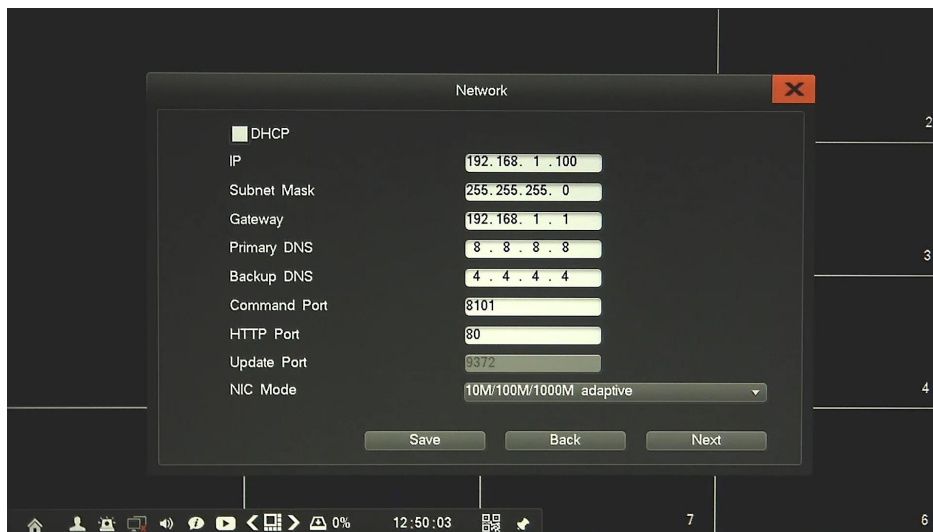 Network
DHCP
IP 192.168. 1 .100
Subnet Mask 255.255.255. 0
Gateway 192.168. 1 . 1
Primary DNS 8 . 8 . 8 . 8
Backup DNS 4 . 4 . 4 . 4
Command Port 8101
HTTP Port 80
Update Port 9372
NIC Mode 10M/100M/1000M adaptive
Save Back Next
2
3
4
0% 12:50:03 7 6